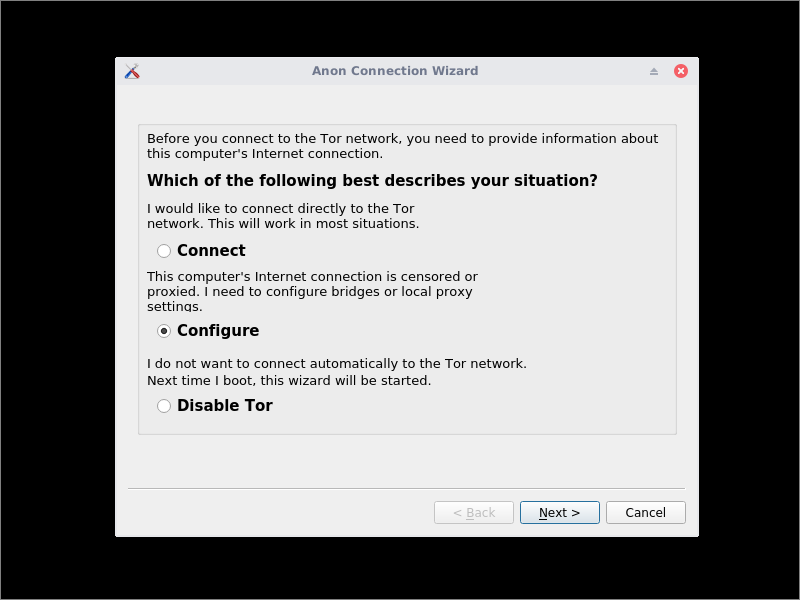 Anon Connection Wizard
Before you connect to the Tor network, you need to provide information about
this computer's Internet connection.
Which of the following best describes your situation?
I would like to connect directly to the Tor
network. This will work in most situations.
Connect
This computer's Internet connection is censored or
proxied. I need to configure bridges or local proxy
settings.
Configure
I do not want to connect automatically to the Tor network.
Next time I boot, this wizard will be started.
Disable Tor
< Back Next > Cancel